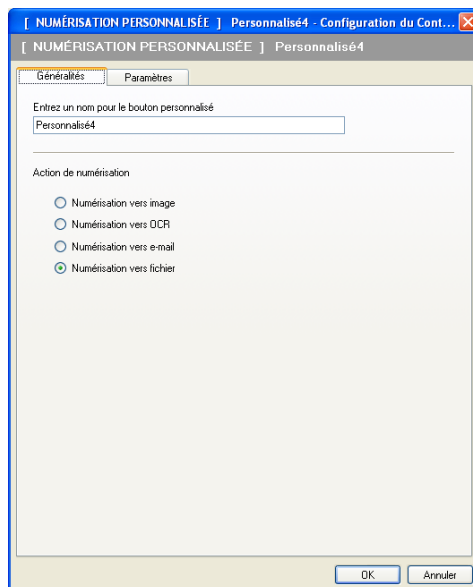 [ NUMÉRISATION PERSONNALISÉE ] Personnalisé4 - Configuration du Cont...
[ NUMÉRISATION PERSONNALISÉE ] Personnalisé4
Généralités Paramètres
Entrez un nom pour le bouton personnalisé
Personnalisé4
Action de numérisation
Numérisation vers image
Numérisation vers OCR
Numérisation vers e-mail
Numérisation vers fichier
OK Annuler